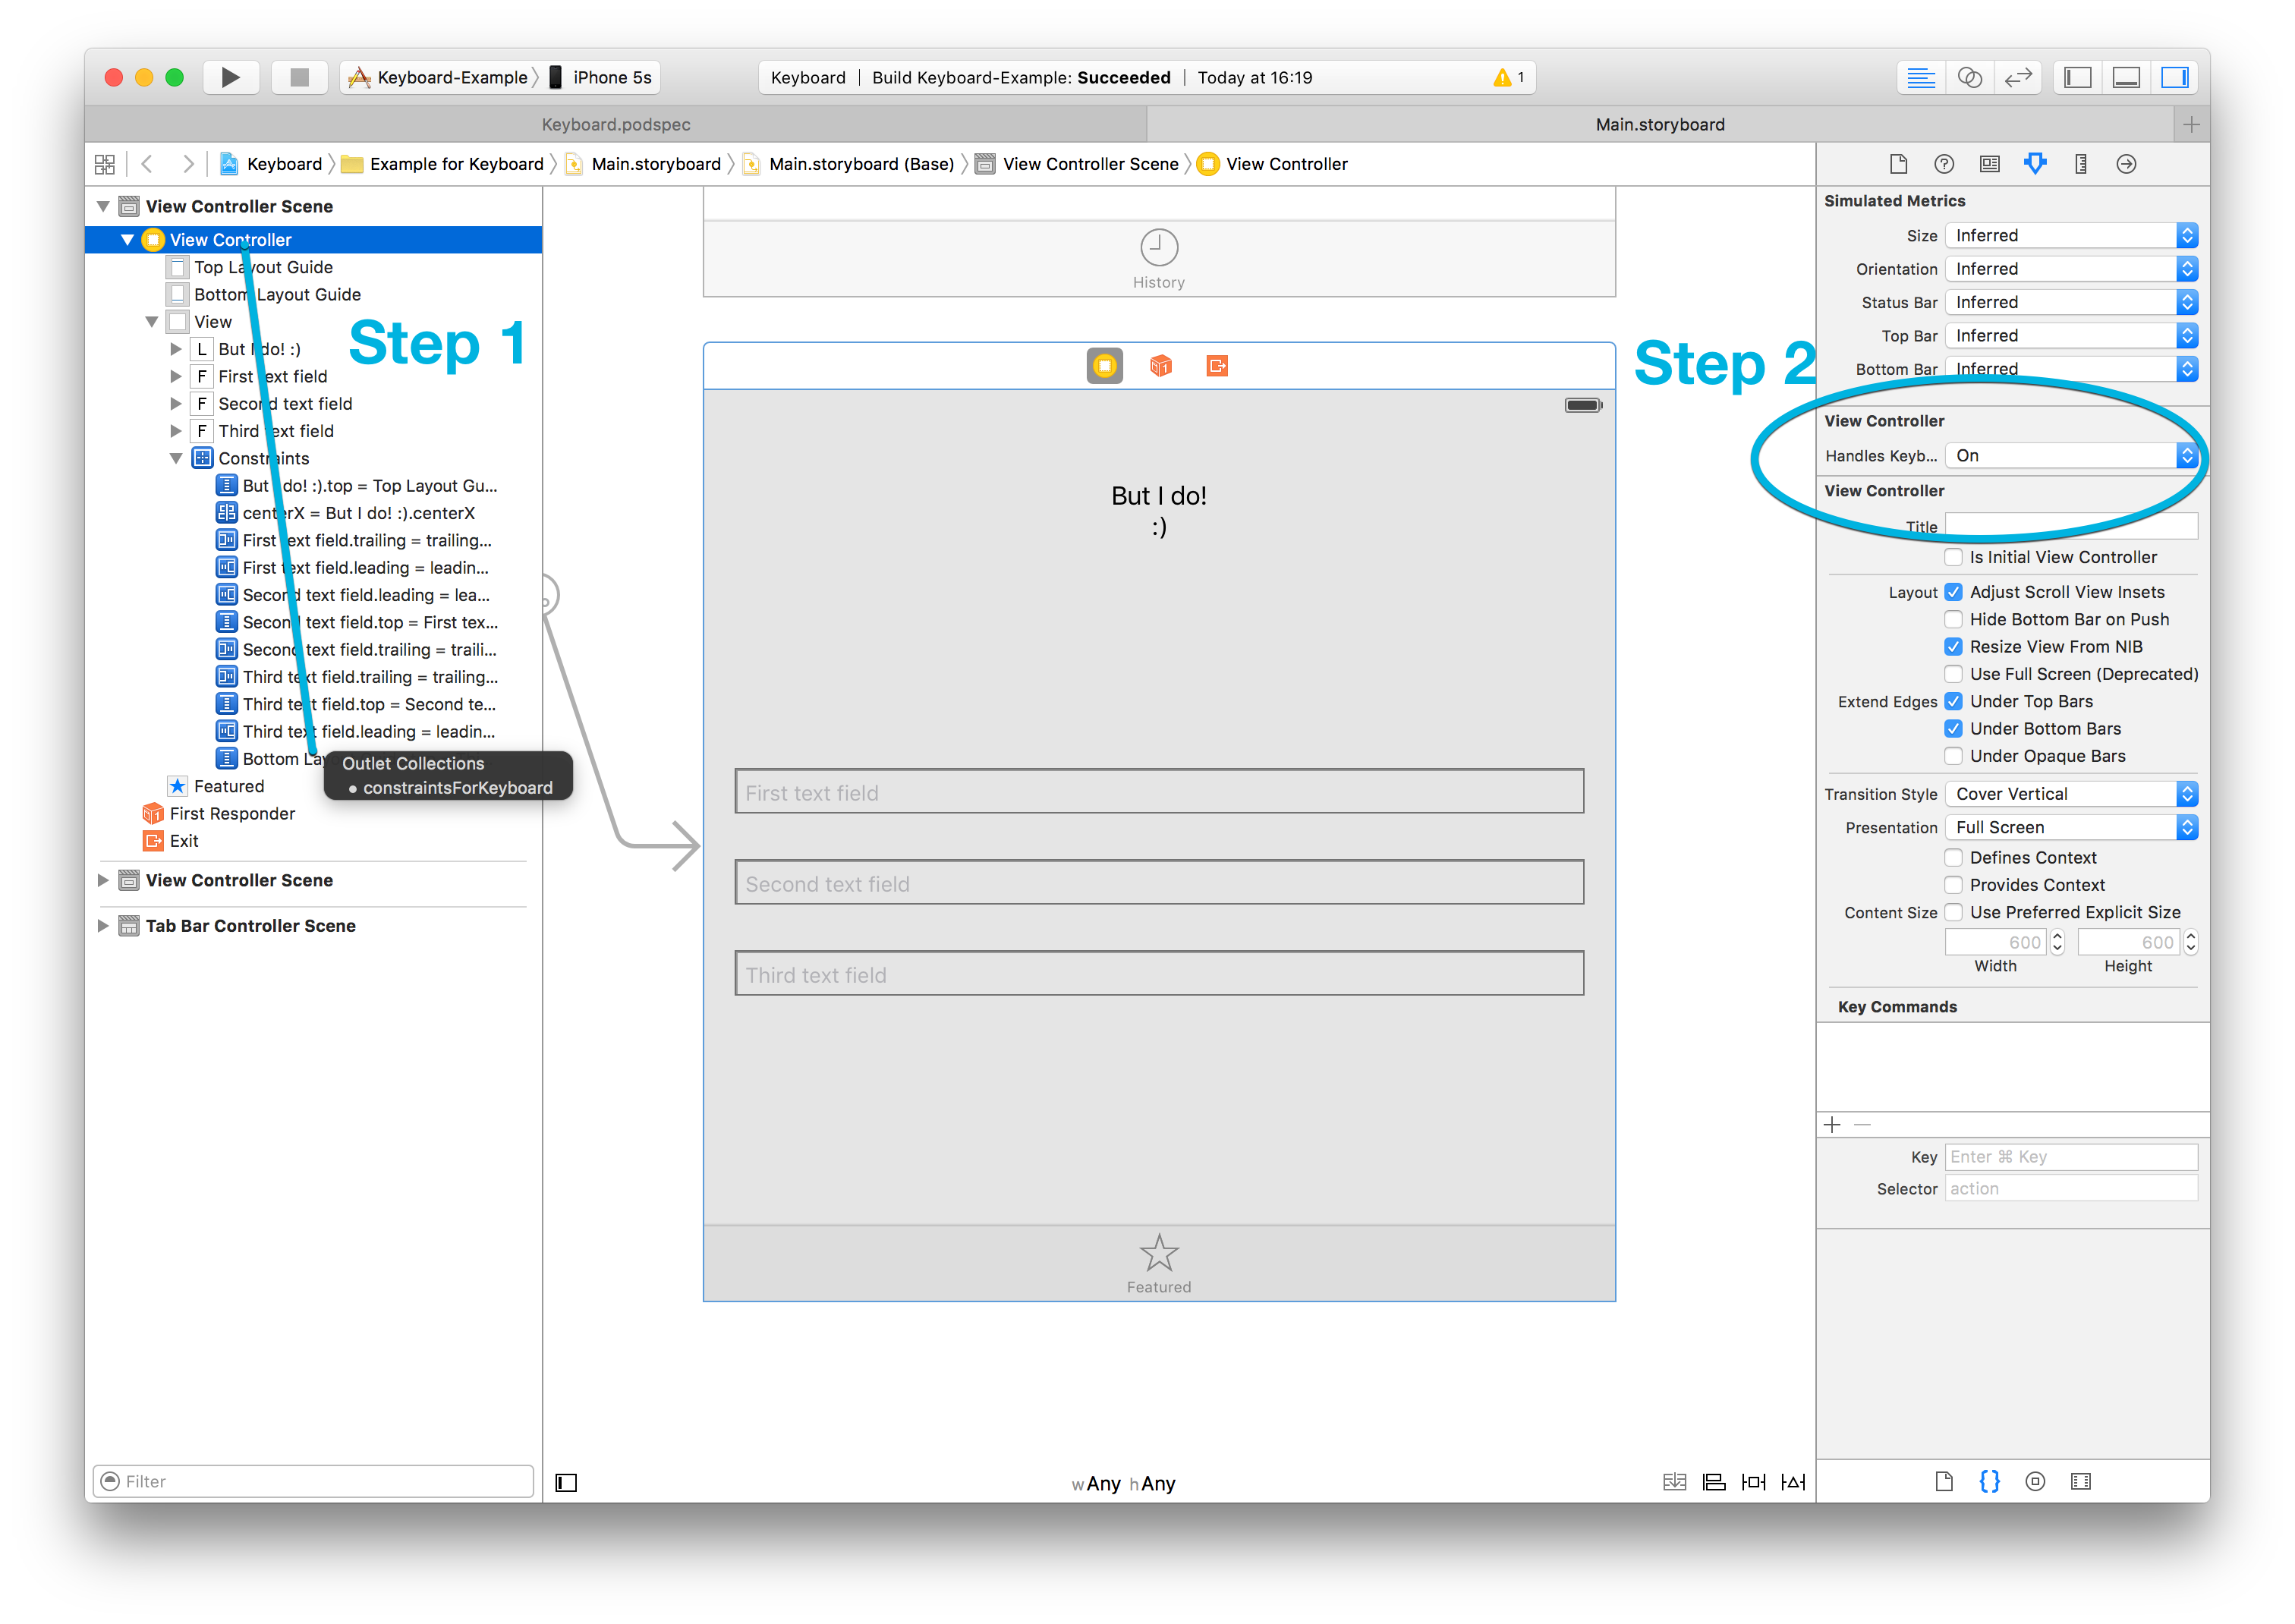 Keyboard-Example
iPhone 5s
Keyboard | Build Keyboard-Example: Succeeded | Today at 16:19
1
Keyboard.podspec
Main.storyboard
Keyboard
Example for Keyboard
Main.storyboard
Main.storyboard (Base)
View Controller Scene
View Controller
View Controller Scene
View Controller
Top Layout Guide
Bottom Layout Guide
View
L But I do! :)
F First text field
F Second text field
F Third text field
Constraints
But I do! :).top = Top Layout Gu...
centerX = But I do! :).centerX
First text field.trailing = trailing...
First text field.leading = leadin...
Second text field.leading = lea...
Second text field.top = First tex...
Second text field.trailing = traili...
Third text field.trailing = trailing...
Third text field.top = Second te...
Third text field.leading = leadin...
Bottom Lay
Outlet Collections
• constraintsForKeyboard
Featured
First Responder
Exit
View Controller Scene
Tab Bar Controller Scene
Filter
Step 1
History
But I do!
:)
First text field
Second text field
Third text field
Featured
wAny hAny
Step 2
Simulated Metrics
Size Inferred
Orientation Inferred
Status Bar Inferred
Top Bar Inferred
Bottom Bar Inferred
View Controller
Handles Keyb... On
View Controller
Title
Is Initial View Controller
Layout Adjust Scroll View Insets
Hide Bottom Bar on Push
Resize View From NIB
Use Full Screen (Deprecated)
Extend Edges Under Top Bars
Under Bottom Bars
Under Opaque Bars
Transition Style Cover Vertical
Presentation Full Screen
Defines Context
Provides Context
Content Size Use Preferred Explicit Size
600 600
Width Height
Key Commands
Key Enter ⌘ Key
Selector action